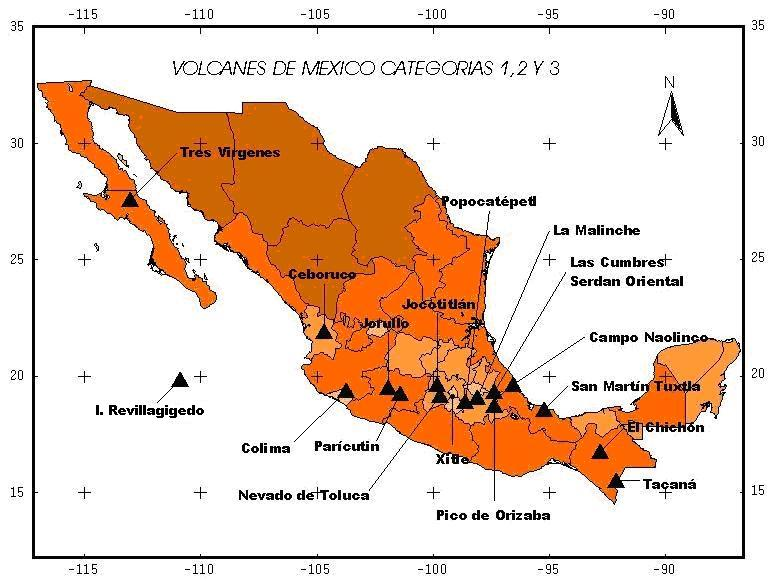 -115 -110 -105 -100 -95 -90
35 35
VOLCANES DE MEXICO CATEGORIAS 1,2 Y 3
N
30 30
Tres Virgenes
Popocatépetl
La Malinche
25 25
Las Cumbres
Serdan Oriental
Ceboruco
Jocotitlán
Jorullo
Campo Naolinco
20 20
San Martín Tuxtla
I. Revillagigedo
El Chichón
Colima
Parícutin
Xitle
Tacaná
15 15
Nevado de Toluca
Pico de Orizaba
-115 -110 -105 -100 -95 -90